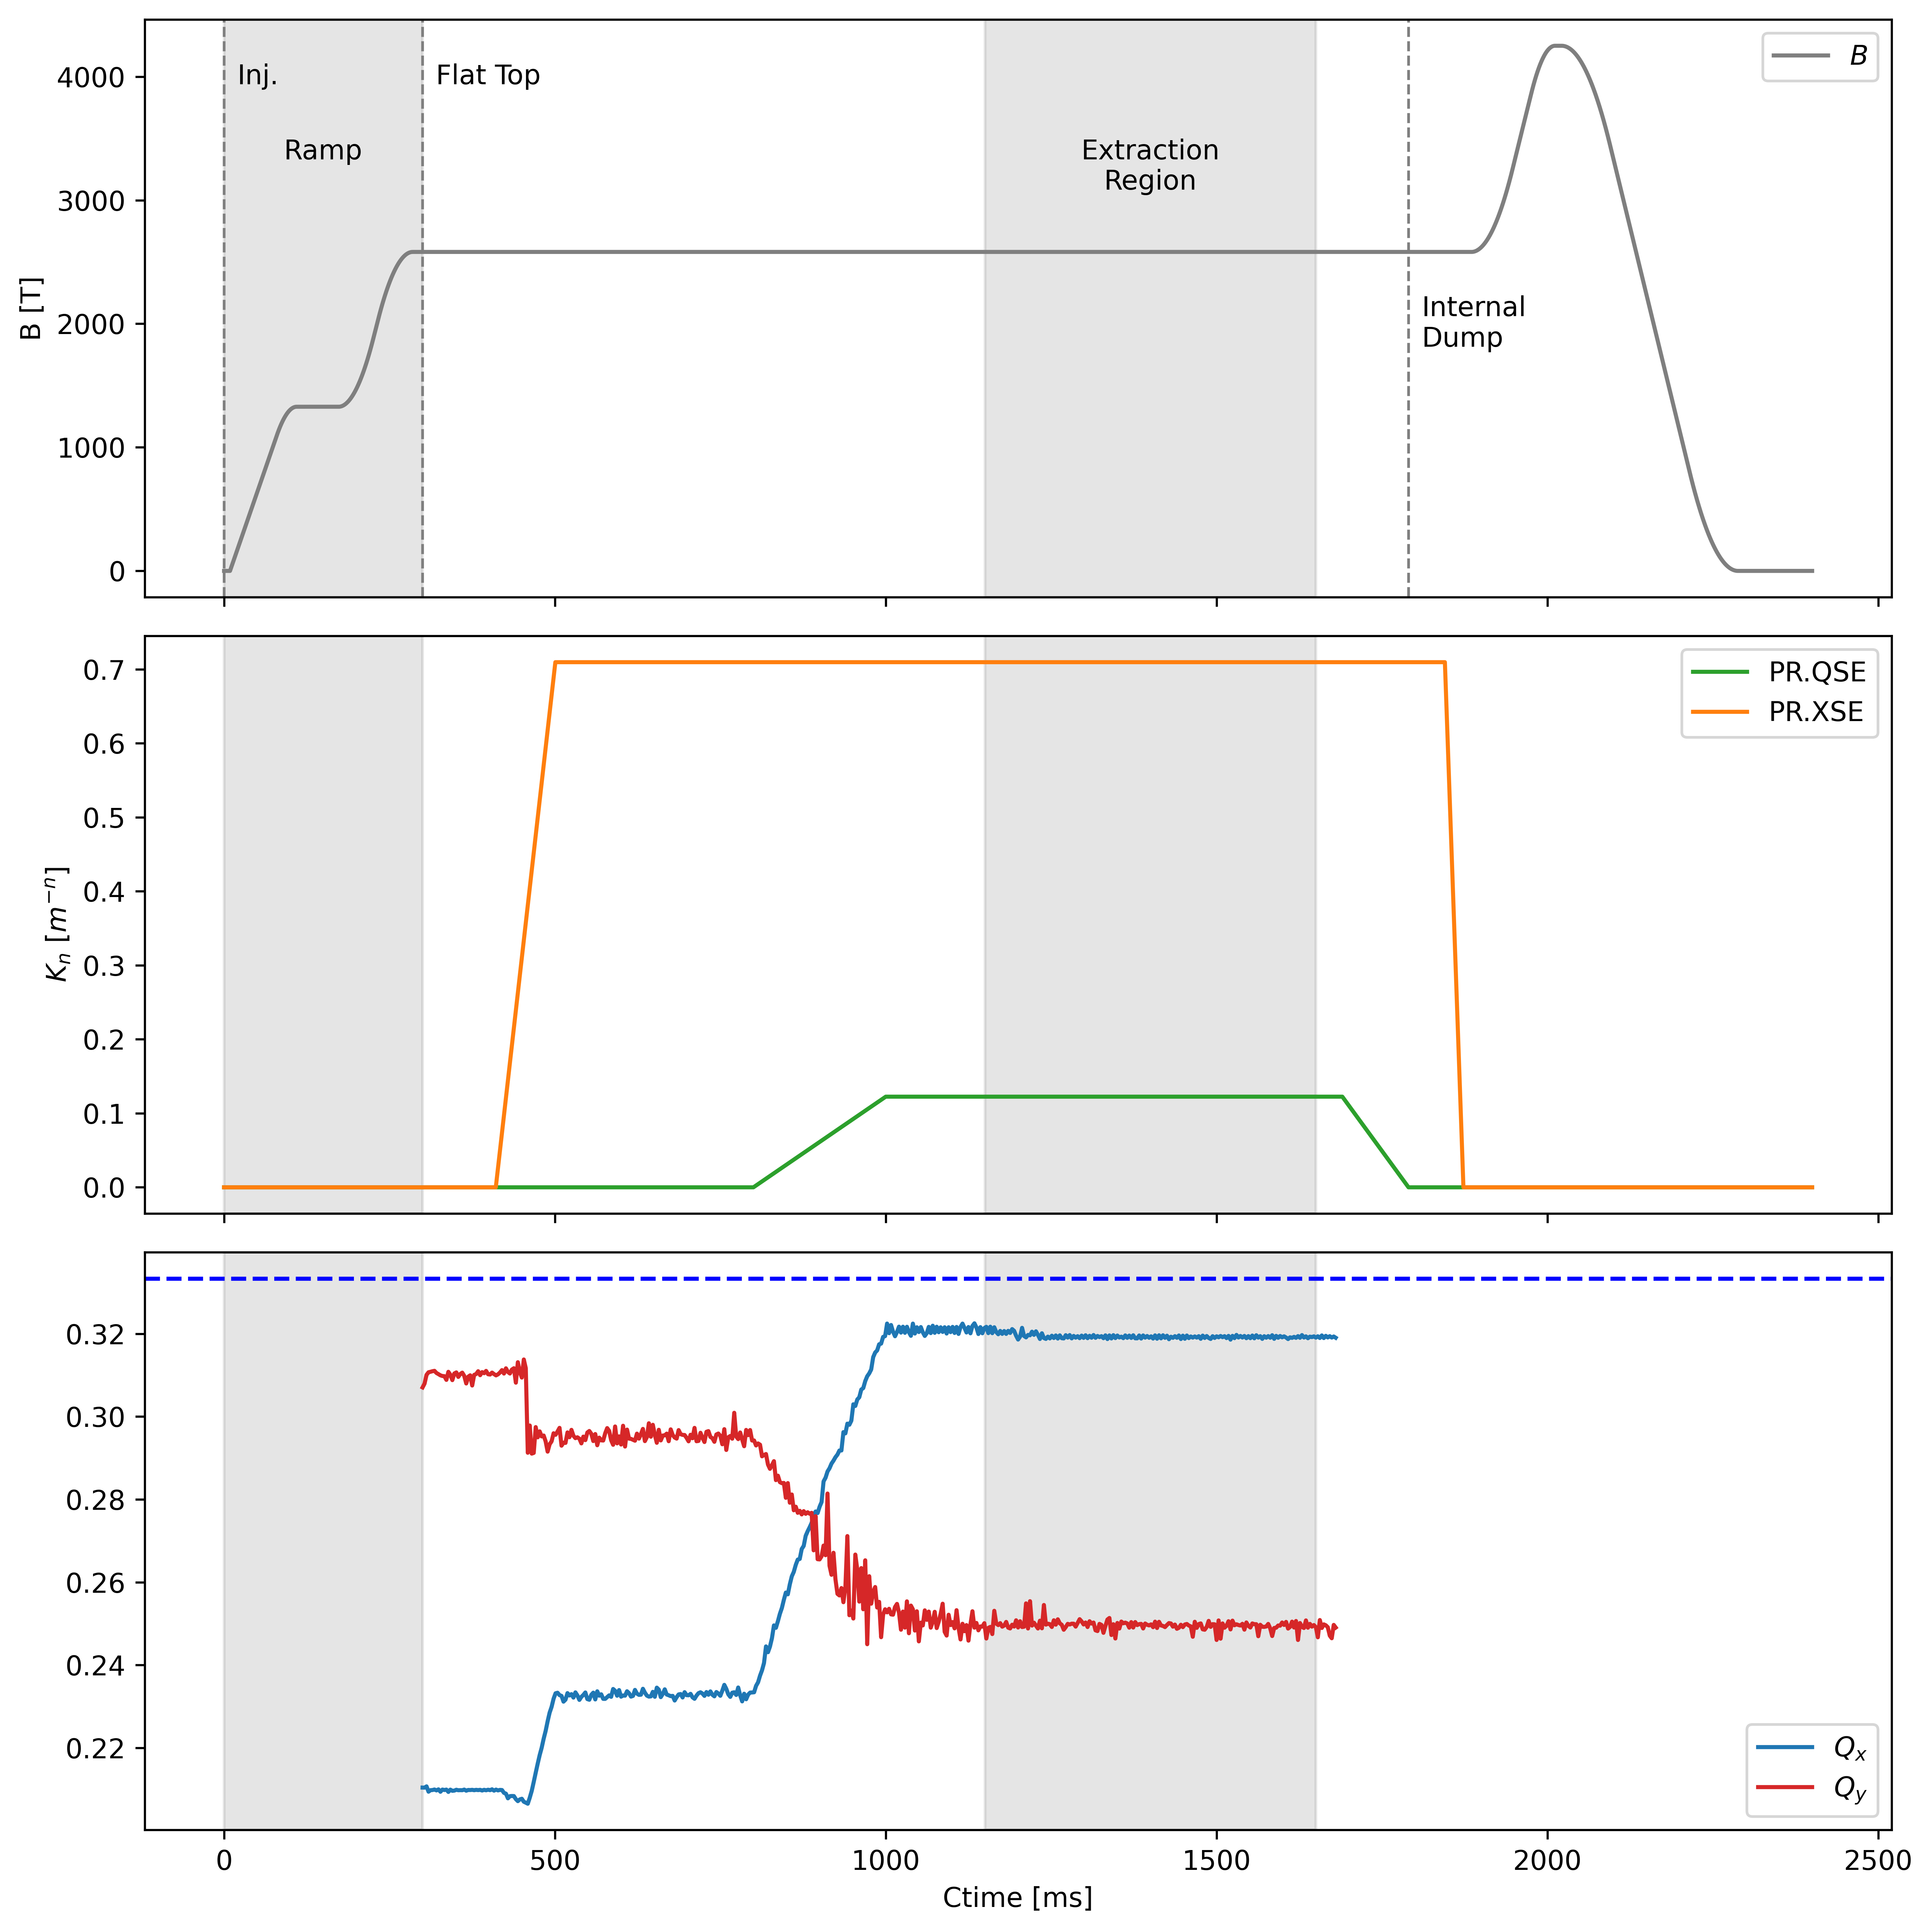 4000
3000
2000
1000
0
B [T]
Inj.
Flat Top
Ramp
Extraction
Region
Internal
Dump
B
0.7
0.6
0.5
0.4
0.3
0.2
0.1
0.0
Kₙ [m⁻ⁿ]
PR.QSE
PR.XSE
0.32
0.30
0.28
0.26
0.24
0.22
Qₓ
Q_y
0 500 1000 1500 2000 2500
Ctime [ms]